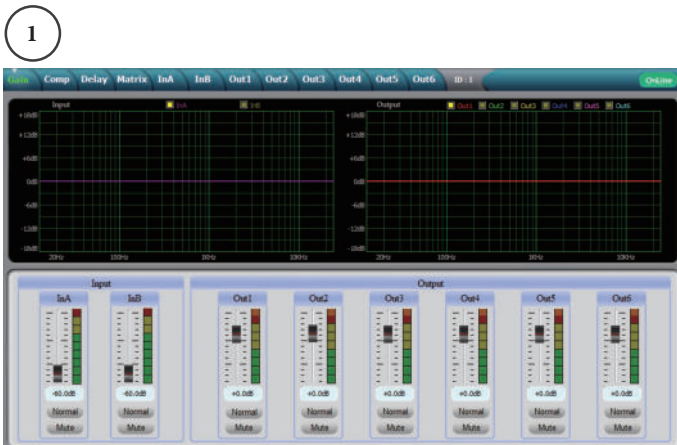 1
Gain Comp Delay Matrix InA InB Out1 Out2 Out3 Out4 Out5 Out6 ID : 1 OnLine
Input InA InB Output Out1 Out2 Out3 Out4 Out5 Out6
+18dB +18dB
+12dB +12dB
+6dB +6dB
0dB 0dB
-6dB -6dB
-12dB -12dB
-18dB -18dB
20Hz 100Hz 1KHz 10KHz 20Hz 100Hz 1KHz 10KHz
Input Output
InA InB Out1 Out2 Out3 Out4 Out5 Out6
-60.0dB -60.0dB +0.0dB +0.0dB +0.0dB +0.0dB +0.0dB +0.0dB
Normal Normal Normal Normal Normal Normal Normal Normal
Mute Mute Mute Mute Mute Mute Mute Mute